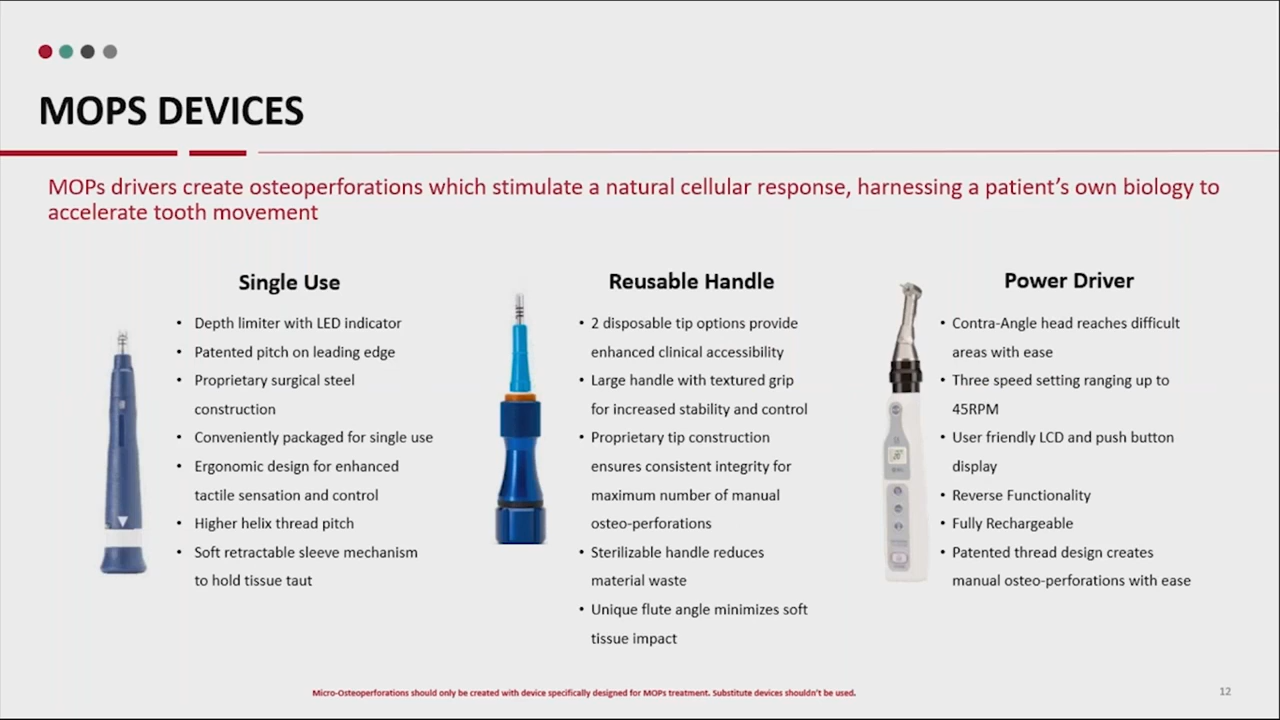 MOPS DEVICES
MOPs drivers create osteoperforations which stimulate a natural cellular response, harnessing a patient's own biology to
accelerate tooth movement
Single Use
• Depth limiter with LED indicator
• Patented pitch on leading edge
• Proprietary surgical steel
construction
• Conveniently packaged for single use
• Ergonomic design for enhanced
tactile sensation and control
• Higher helix thread pitch
• Soft retractable sleeve mechanism
to hold tissue taut
Reusable Handle
• 2 disposable tip options provide
enhanced clinical accessibility
• Large handle with textured grip
for increased stability and control
• Proprietary tip construction
ensures consistent integrity for
maximum number of manual
osteo-perforations
• Sterilizable handle reduces
material waste
• Unique flute angle minimizes soft
tissue impact
Power Driver
• Contra-Angle head reaches difficult
areas with ease
• Three speed setting ranging up to
45RPM
• User friendly LCD and push button
display
• Reverse Functionality
• Fully Rechargeable
• Patented thread design creates
manual osteo-perforations with ease
Micro-Osteoperforations should only be created with device specifically designed for MOPs treatment. Substitute devices shouldn't be used.
12